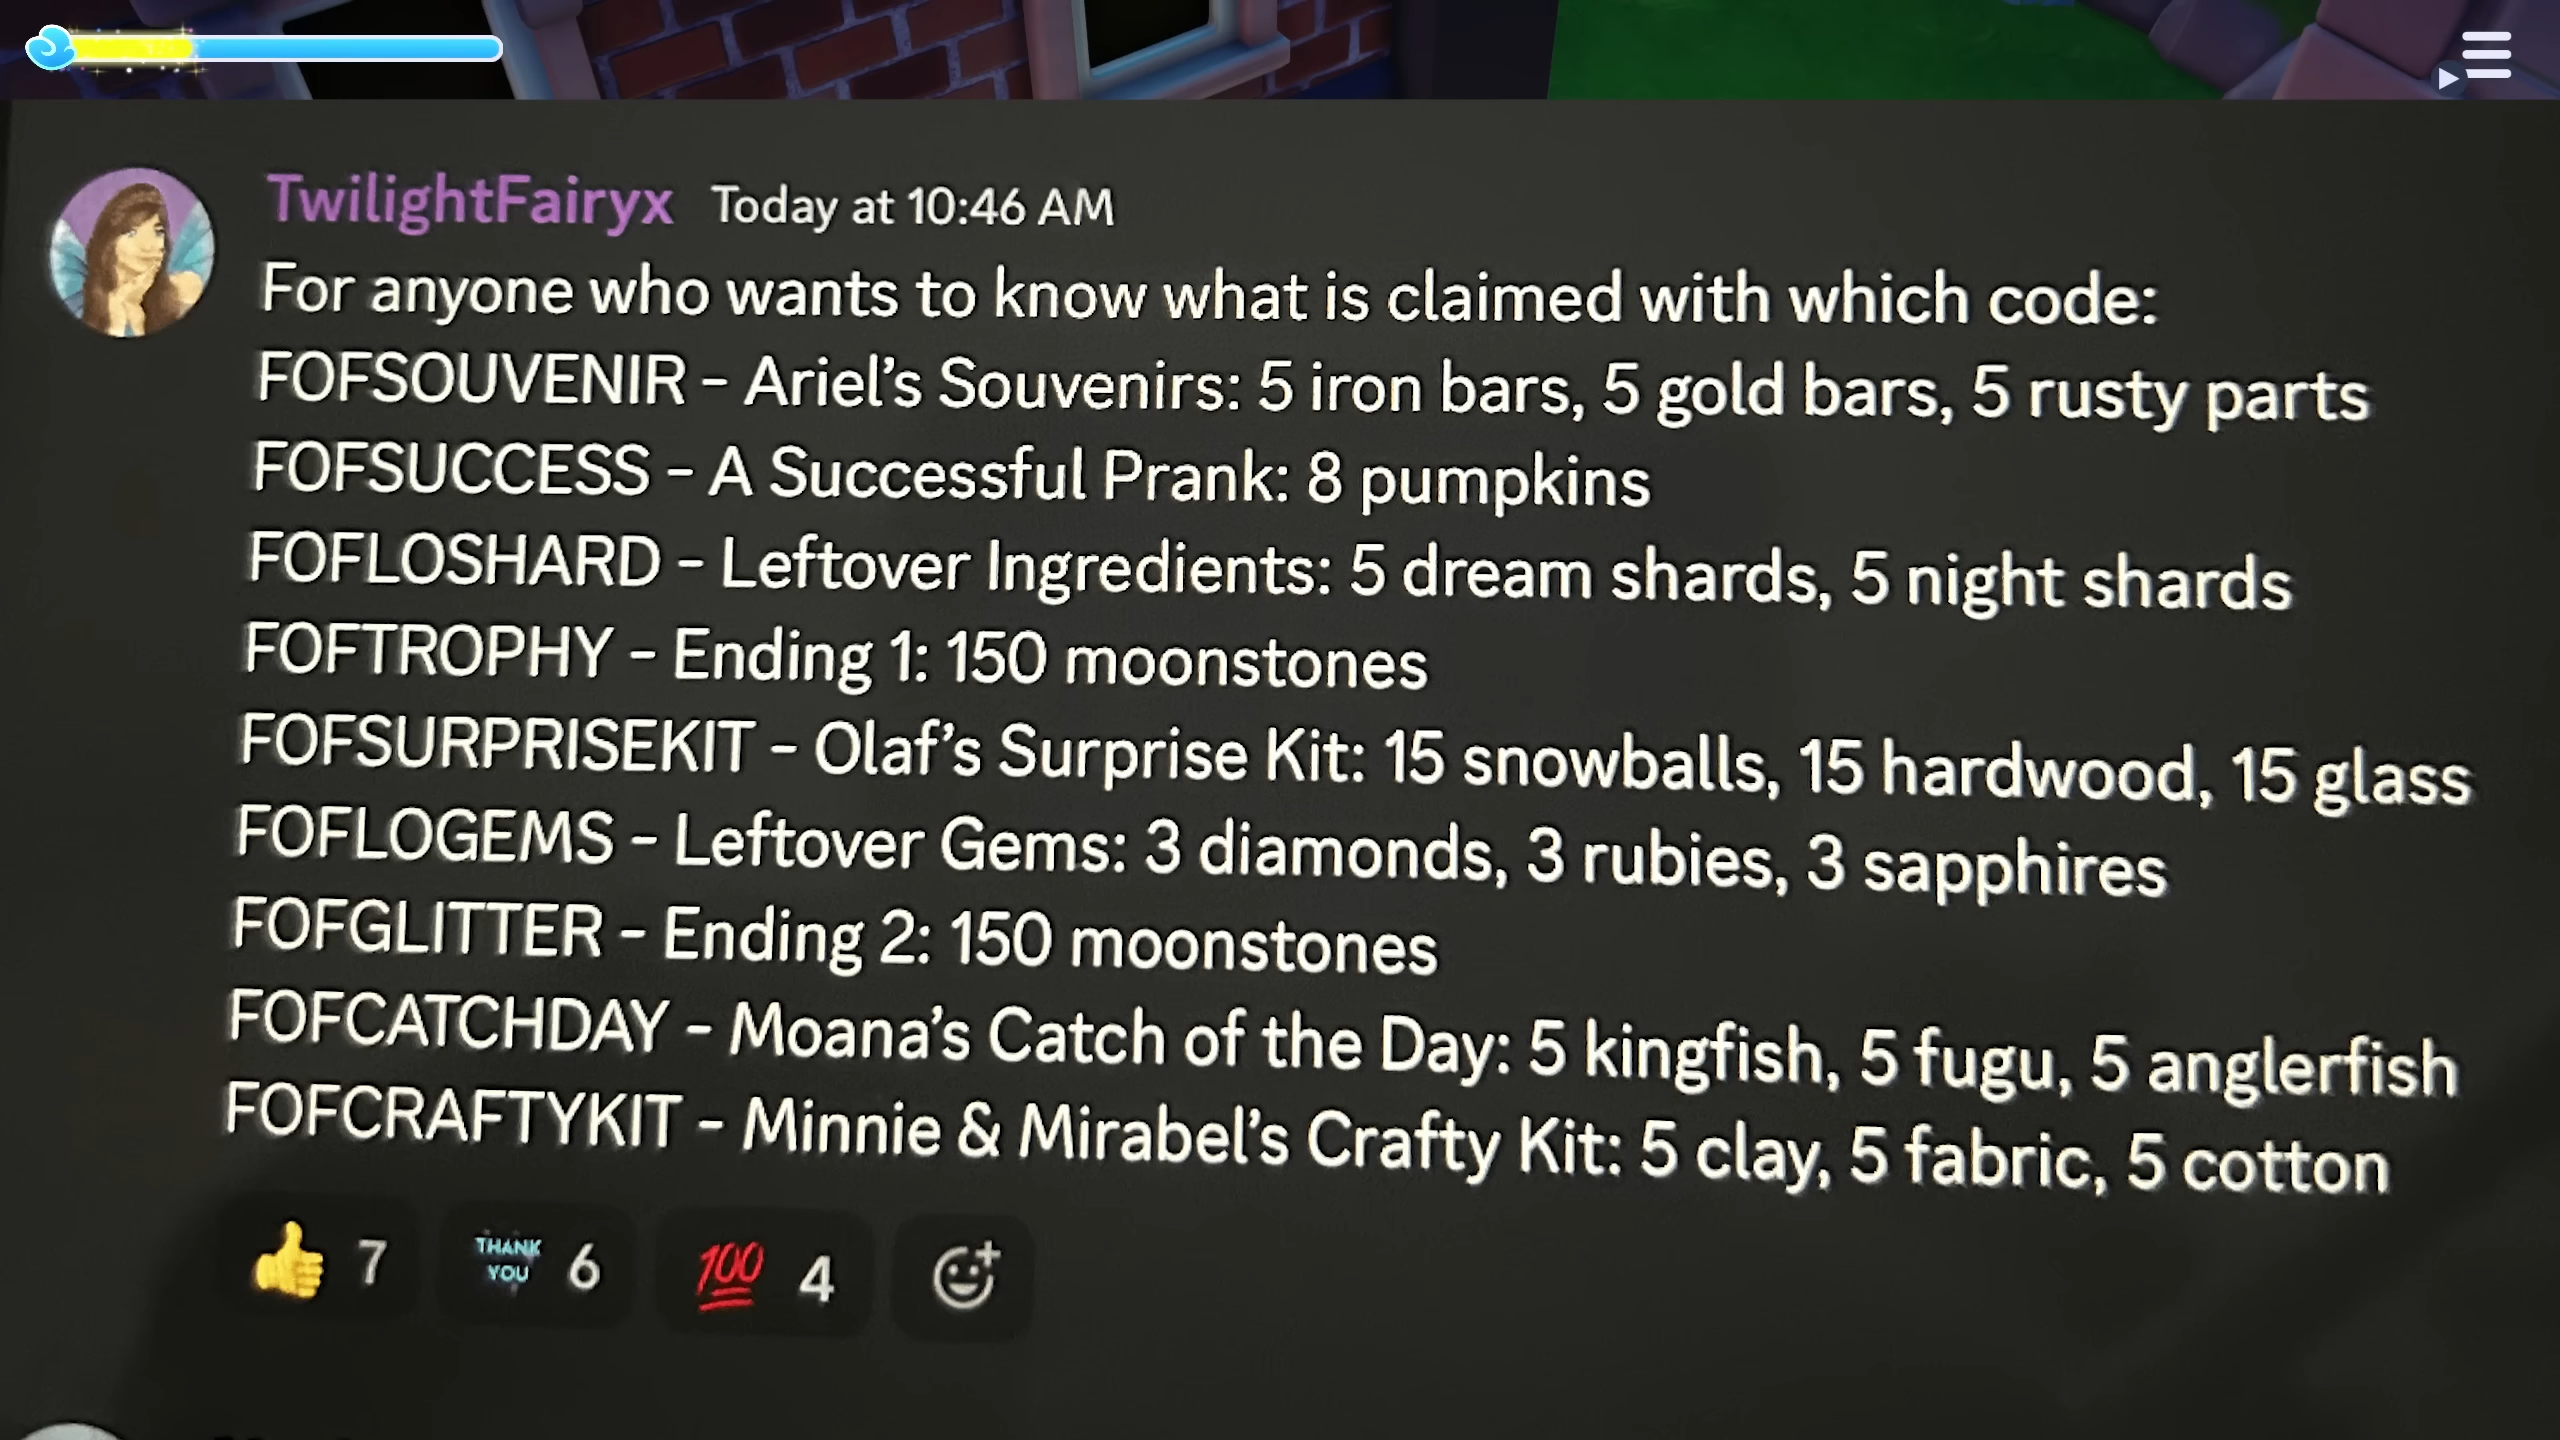 TwilightFairyx Today at 10:46 AM
For anyone who wants to know what is claimed with which code:
FOFSOUVENIR – Ariel’s Souvenirs: 5 iron bars, 5 gold bars, 5 rusty parts
FOFSUCCESS – A Successful Prank: 8 pumpkins
FOFLOSHARD – Leftover Ingredients: 5 dream shards, 5 night shards
FOFTROPHY – Ending 1: 150 moonstones
FOFSURPRISEKIT – Olaf’s Surprise Kit: 15 snowballs, 15 hardwood, 15 glass
FOFLOGEMS – Leftover Gems: 3 diamonds, 3 rubies, 3 sapphires
FOFGLITTER – Ending 2: 150 moonstones
FOFCATCHDAY – Moana’s Catch of the Day: 5 kingfish, 5 fugu, 5 anglerfish
FOFCRAFTYKIT – Minnie & Mirabel’s Crafty Kit: 5 clay, 5 fabric, 5 cotton
7 THANK YOU 6 100 4